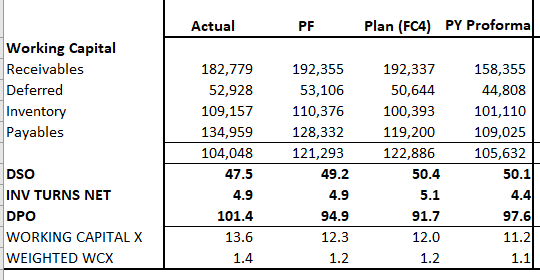 Actual PF Plan (FC4) PY Proforma
Working Capital
Receivables 182,779 192,355 192,337 158,355
Deferred 52,928 53,106 50,644 44,808
Inventory 109,157 110,376 100,393 101,110
Payables 134,959 128,332 119,200 109,025
104,048 121,293 122,886 105,632
DSO 47.5 49.2 50.4 50.1
INV TURNS NET 4.9 4.9 5.1 4.4
DPO 101.4 94.9 91.7 97.6
WORKING CAPITAL X 13.6 12.3 12.0 11.2
WEIGHTED WCX 1.4 1.2 1.2 1.1